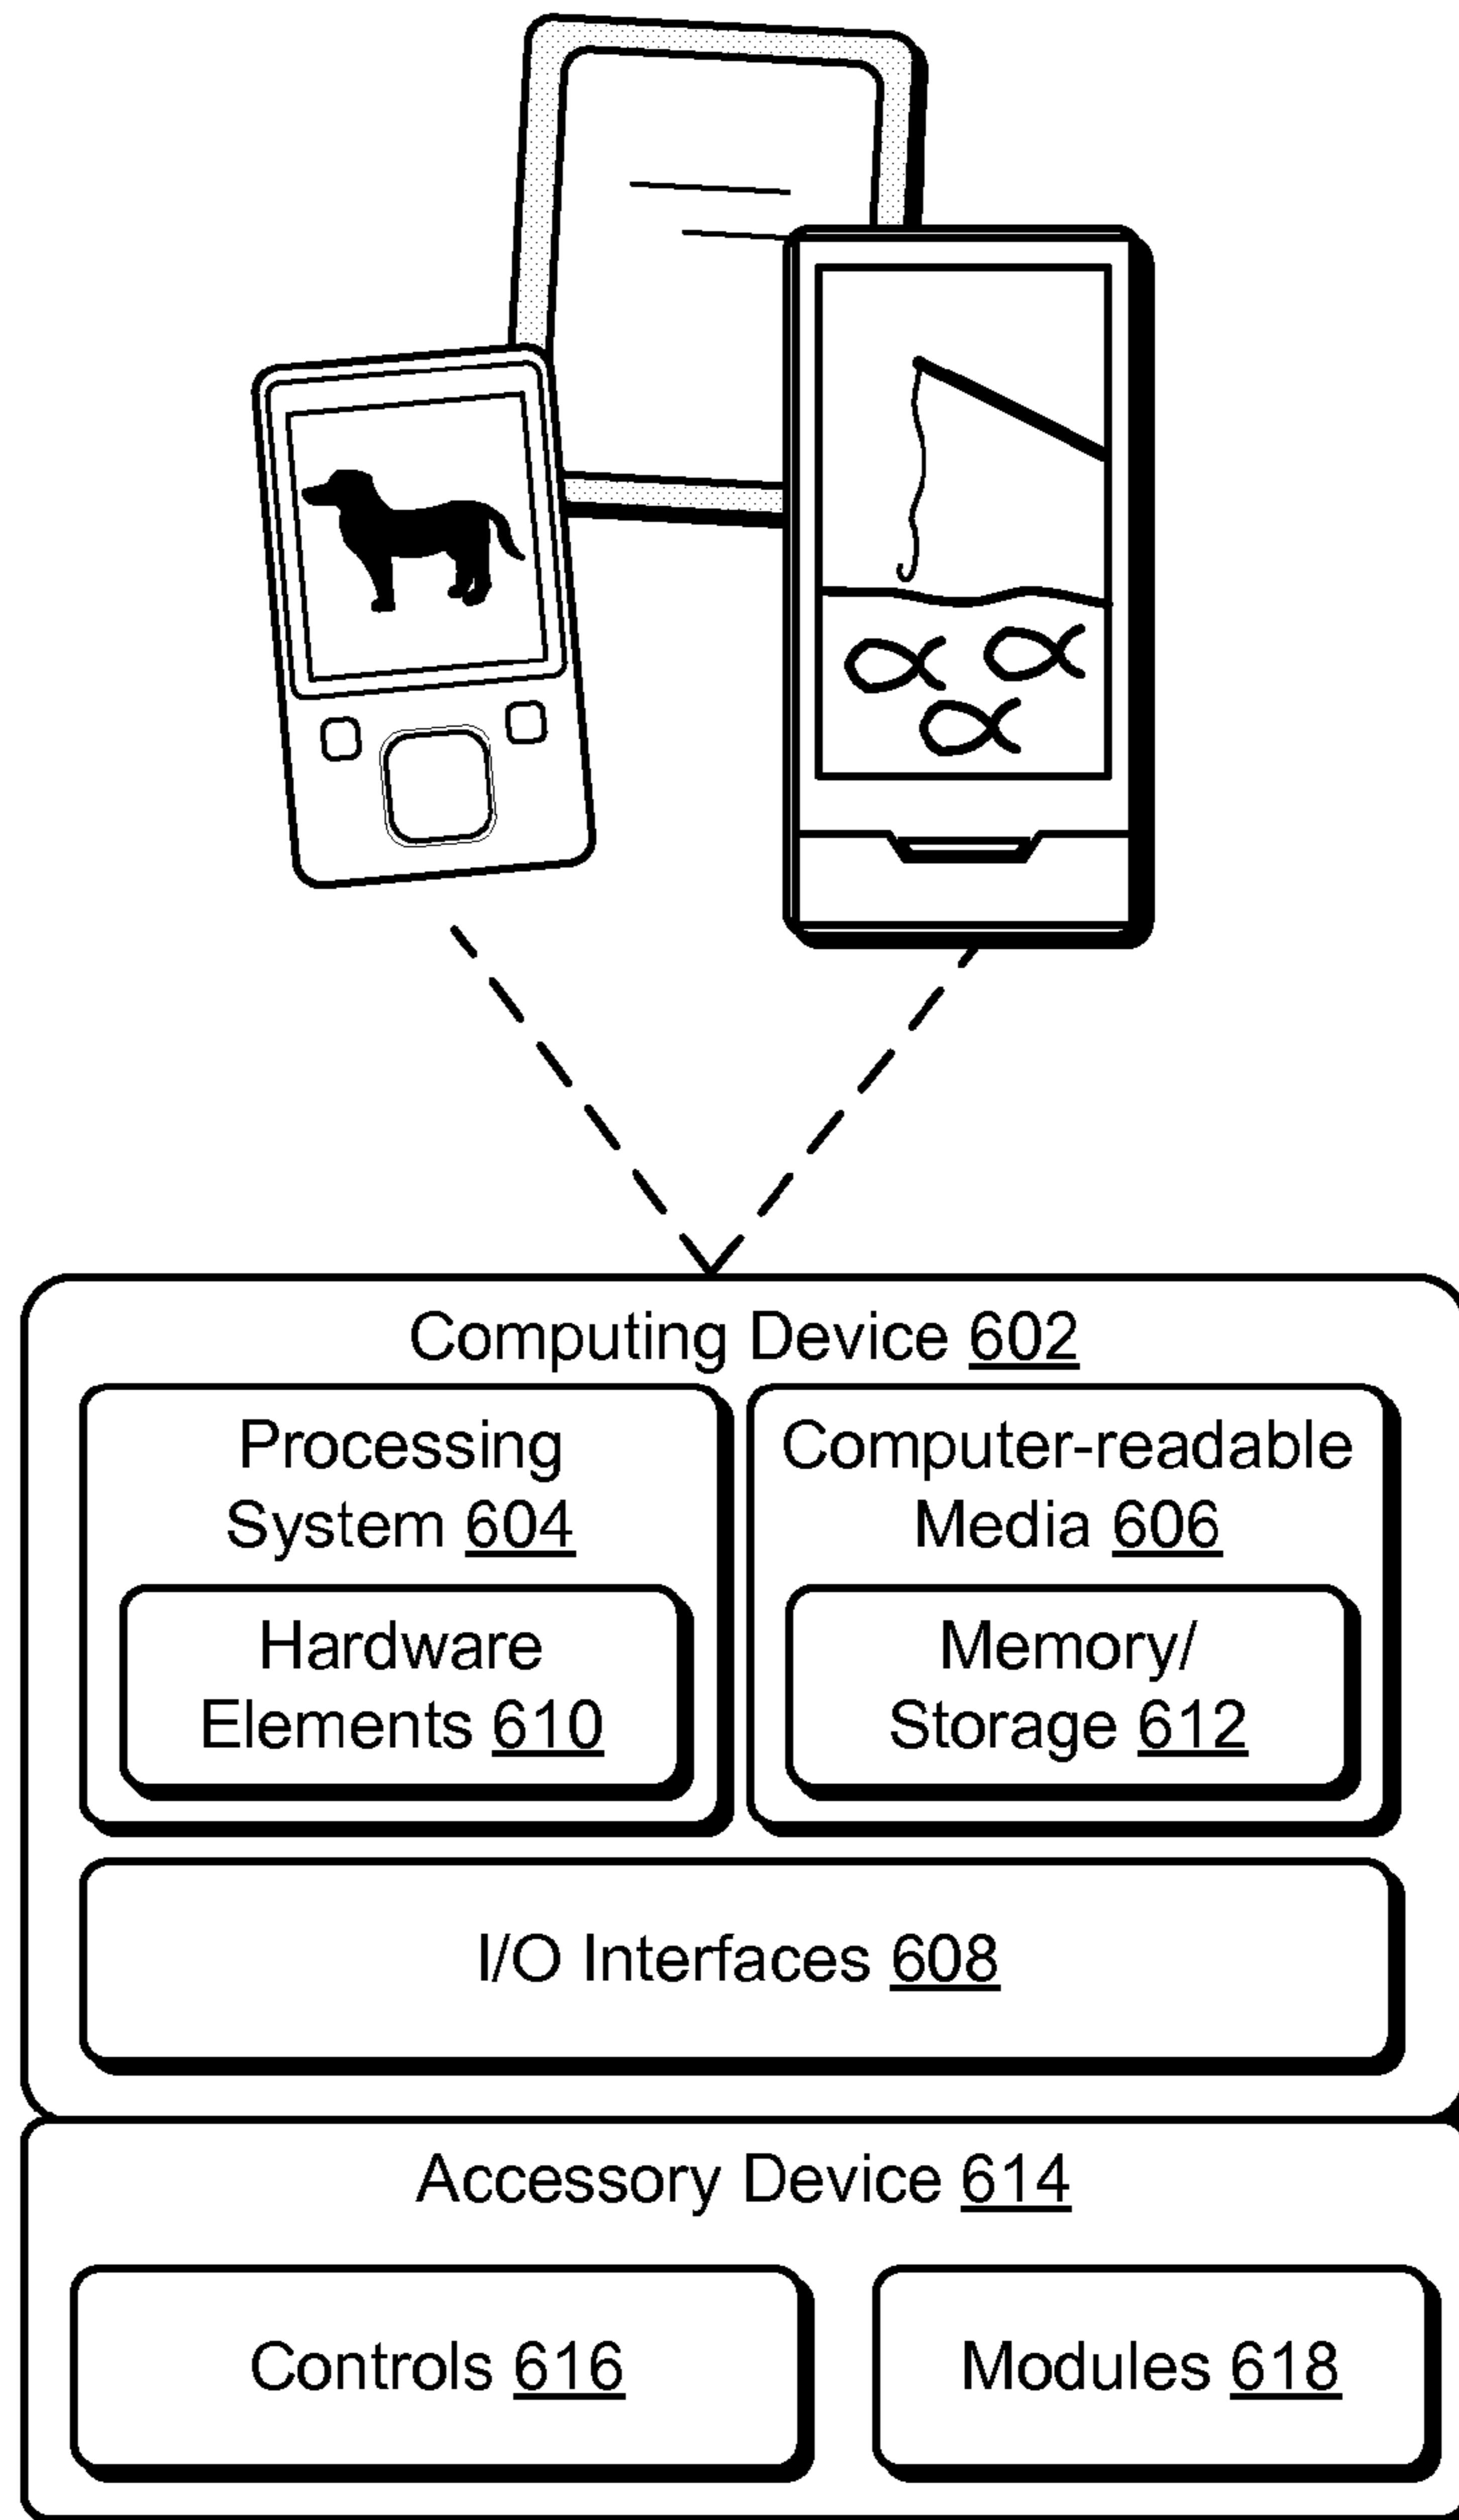 Computing Device 602
Processing
System 604
Hardware
Elements 610
Computer-readable
Media 606
Memory/
Storage 612
I/O Interfaces 608
Accessory Device 614
Controls 616
Modules 618